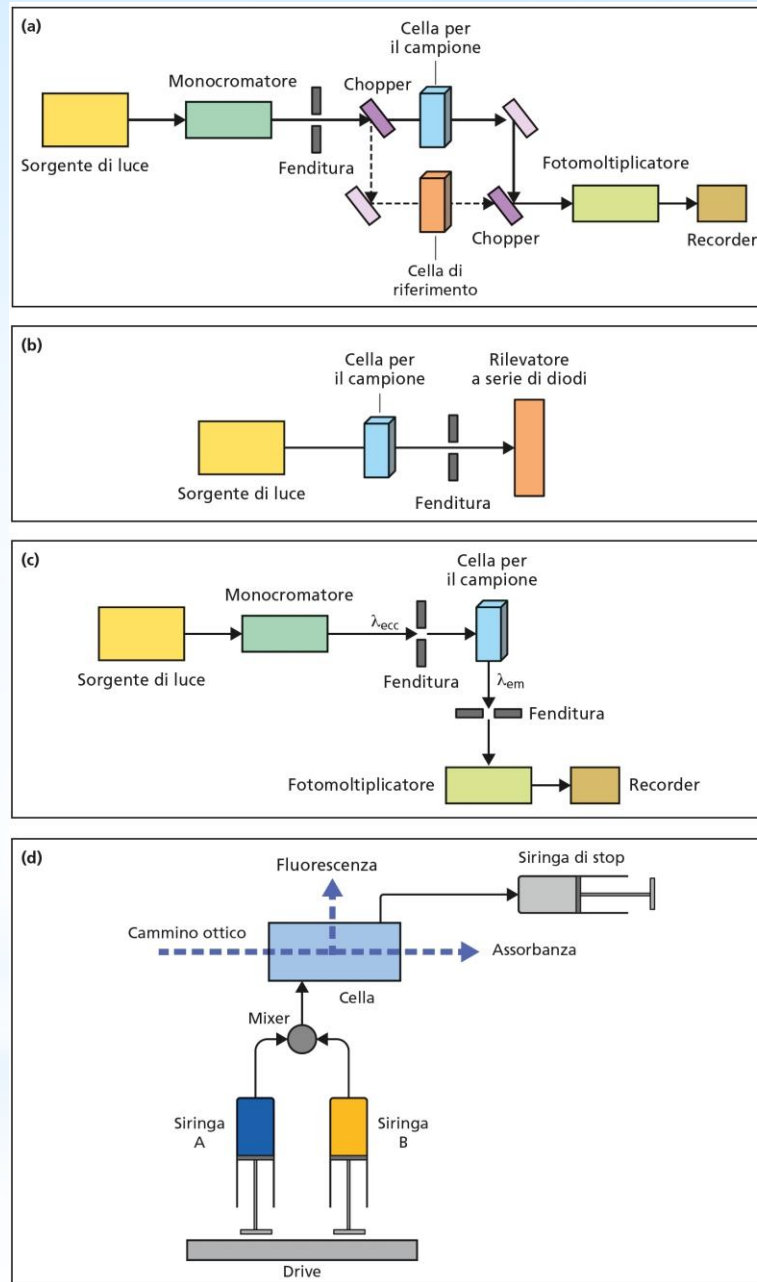 (a)
Cella per
il campione
Monocromatore
Chopper
Sorgente di luce
Fenditura
Fotomoltiplicatore
Chopper
Recorder
Cella di
riferimento
(b)
Cella per
il campione
Rilevatore
a serie di diodi
Sorgente di luce
Fenditura
(c)
Cella per
il campione
Monocromatore
λecc
Sorgente di luce
Fenditura
λem
Fenditura
Fotomoltiplicatore
Recorder
(d)
Siringa di stop
Fluorescenza
Cammino ottico
Assorbanza
Cella
Mixer
Siringa
A
Siringa
B
Drive